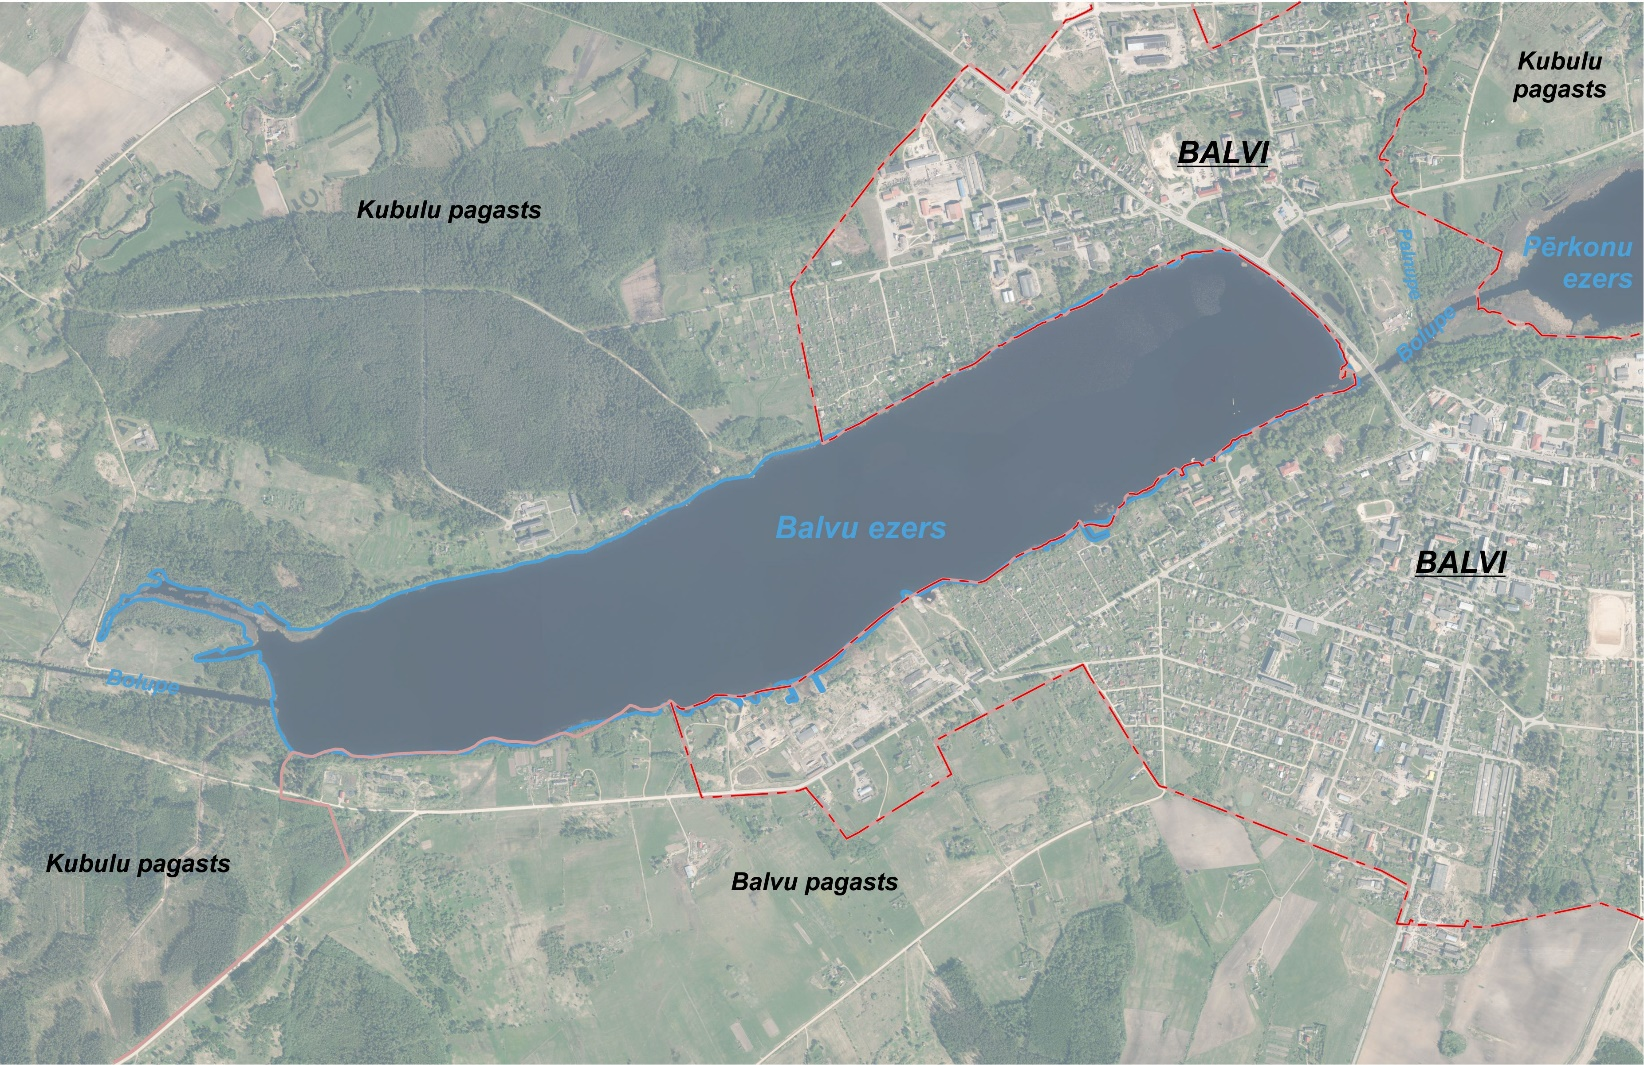 Kubulu
pagasts
BALVI
Kubulu pagasts
Pelnupe
Pērkonu
ezers
Bolupe
Balvu ezers
BALVI
Bolupe
Kubulu pagasts
Balvu pagasts